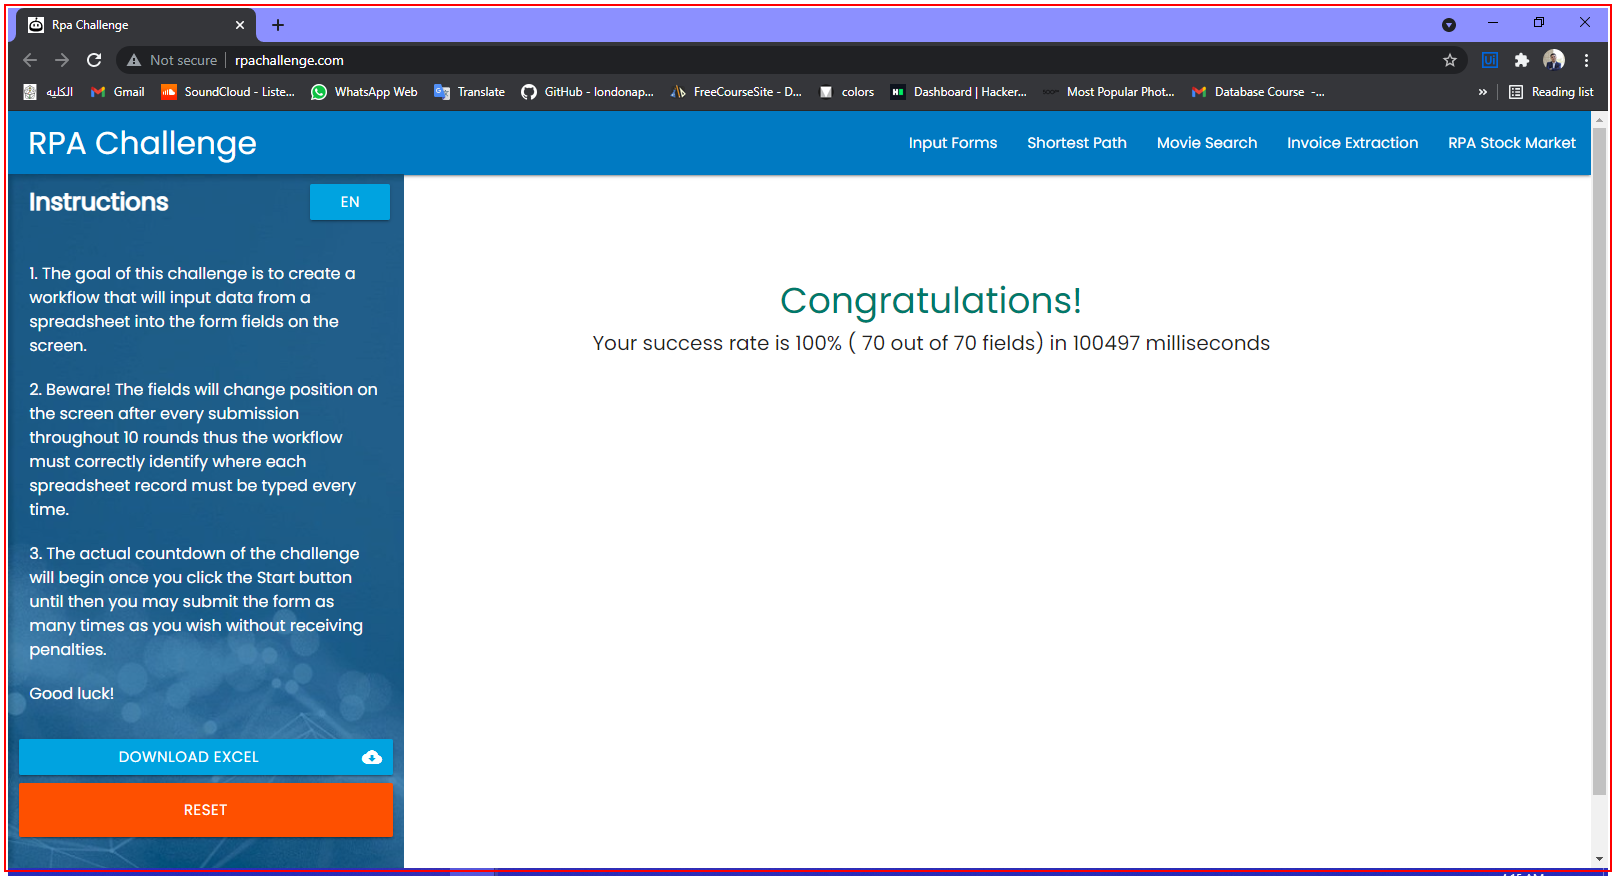 Rpa Challenge
Not secure rpachallenge.com
الكليه Gmail SoundCloud - Liste... WhatsApp Web Translate GitHub - londonap... FreeCourseSite - D... colors Dashboard | Hacker... Most Popular Phot... Database Course -... » Reading list
RPA Challenge Input Forms Shortest Path Movie Search Invoice Extraction RPA Stock Market
Instructions EN
1. The goal of this challenge is to create a
workflow that will input data from a
spreadsheet into the form fields on the
screen.
2. Beware! The fields will change position on
the screen after every submission
throughout 10 rounds thus the workflow
must correctly identify where each
spreadsheet record must be typed every
time.
3. The actual countdown of the challenge
will begin once you click the Start button
until then you may submit the form as
many times as you wish without receiving
penalties.
Good luck!
DOWNLOAD EXCEL
RESET
Congratulations!
Your success rate is 100% ( 70 out of 70 fields) in 100497 milliseconds